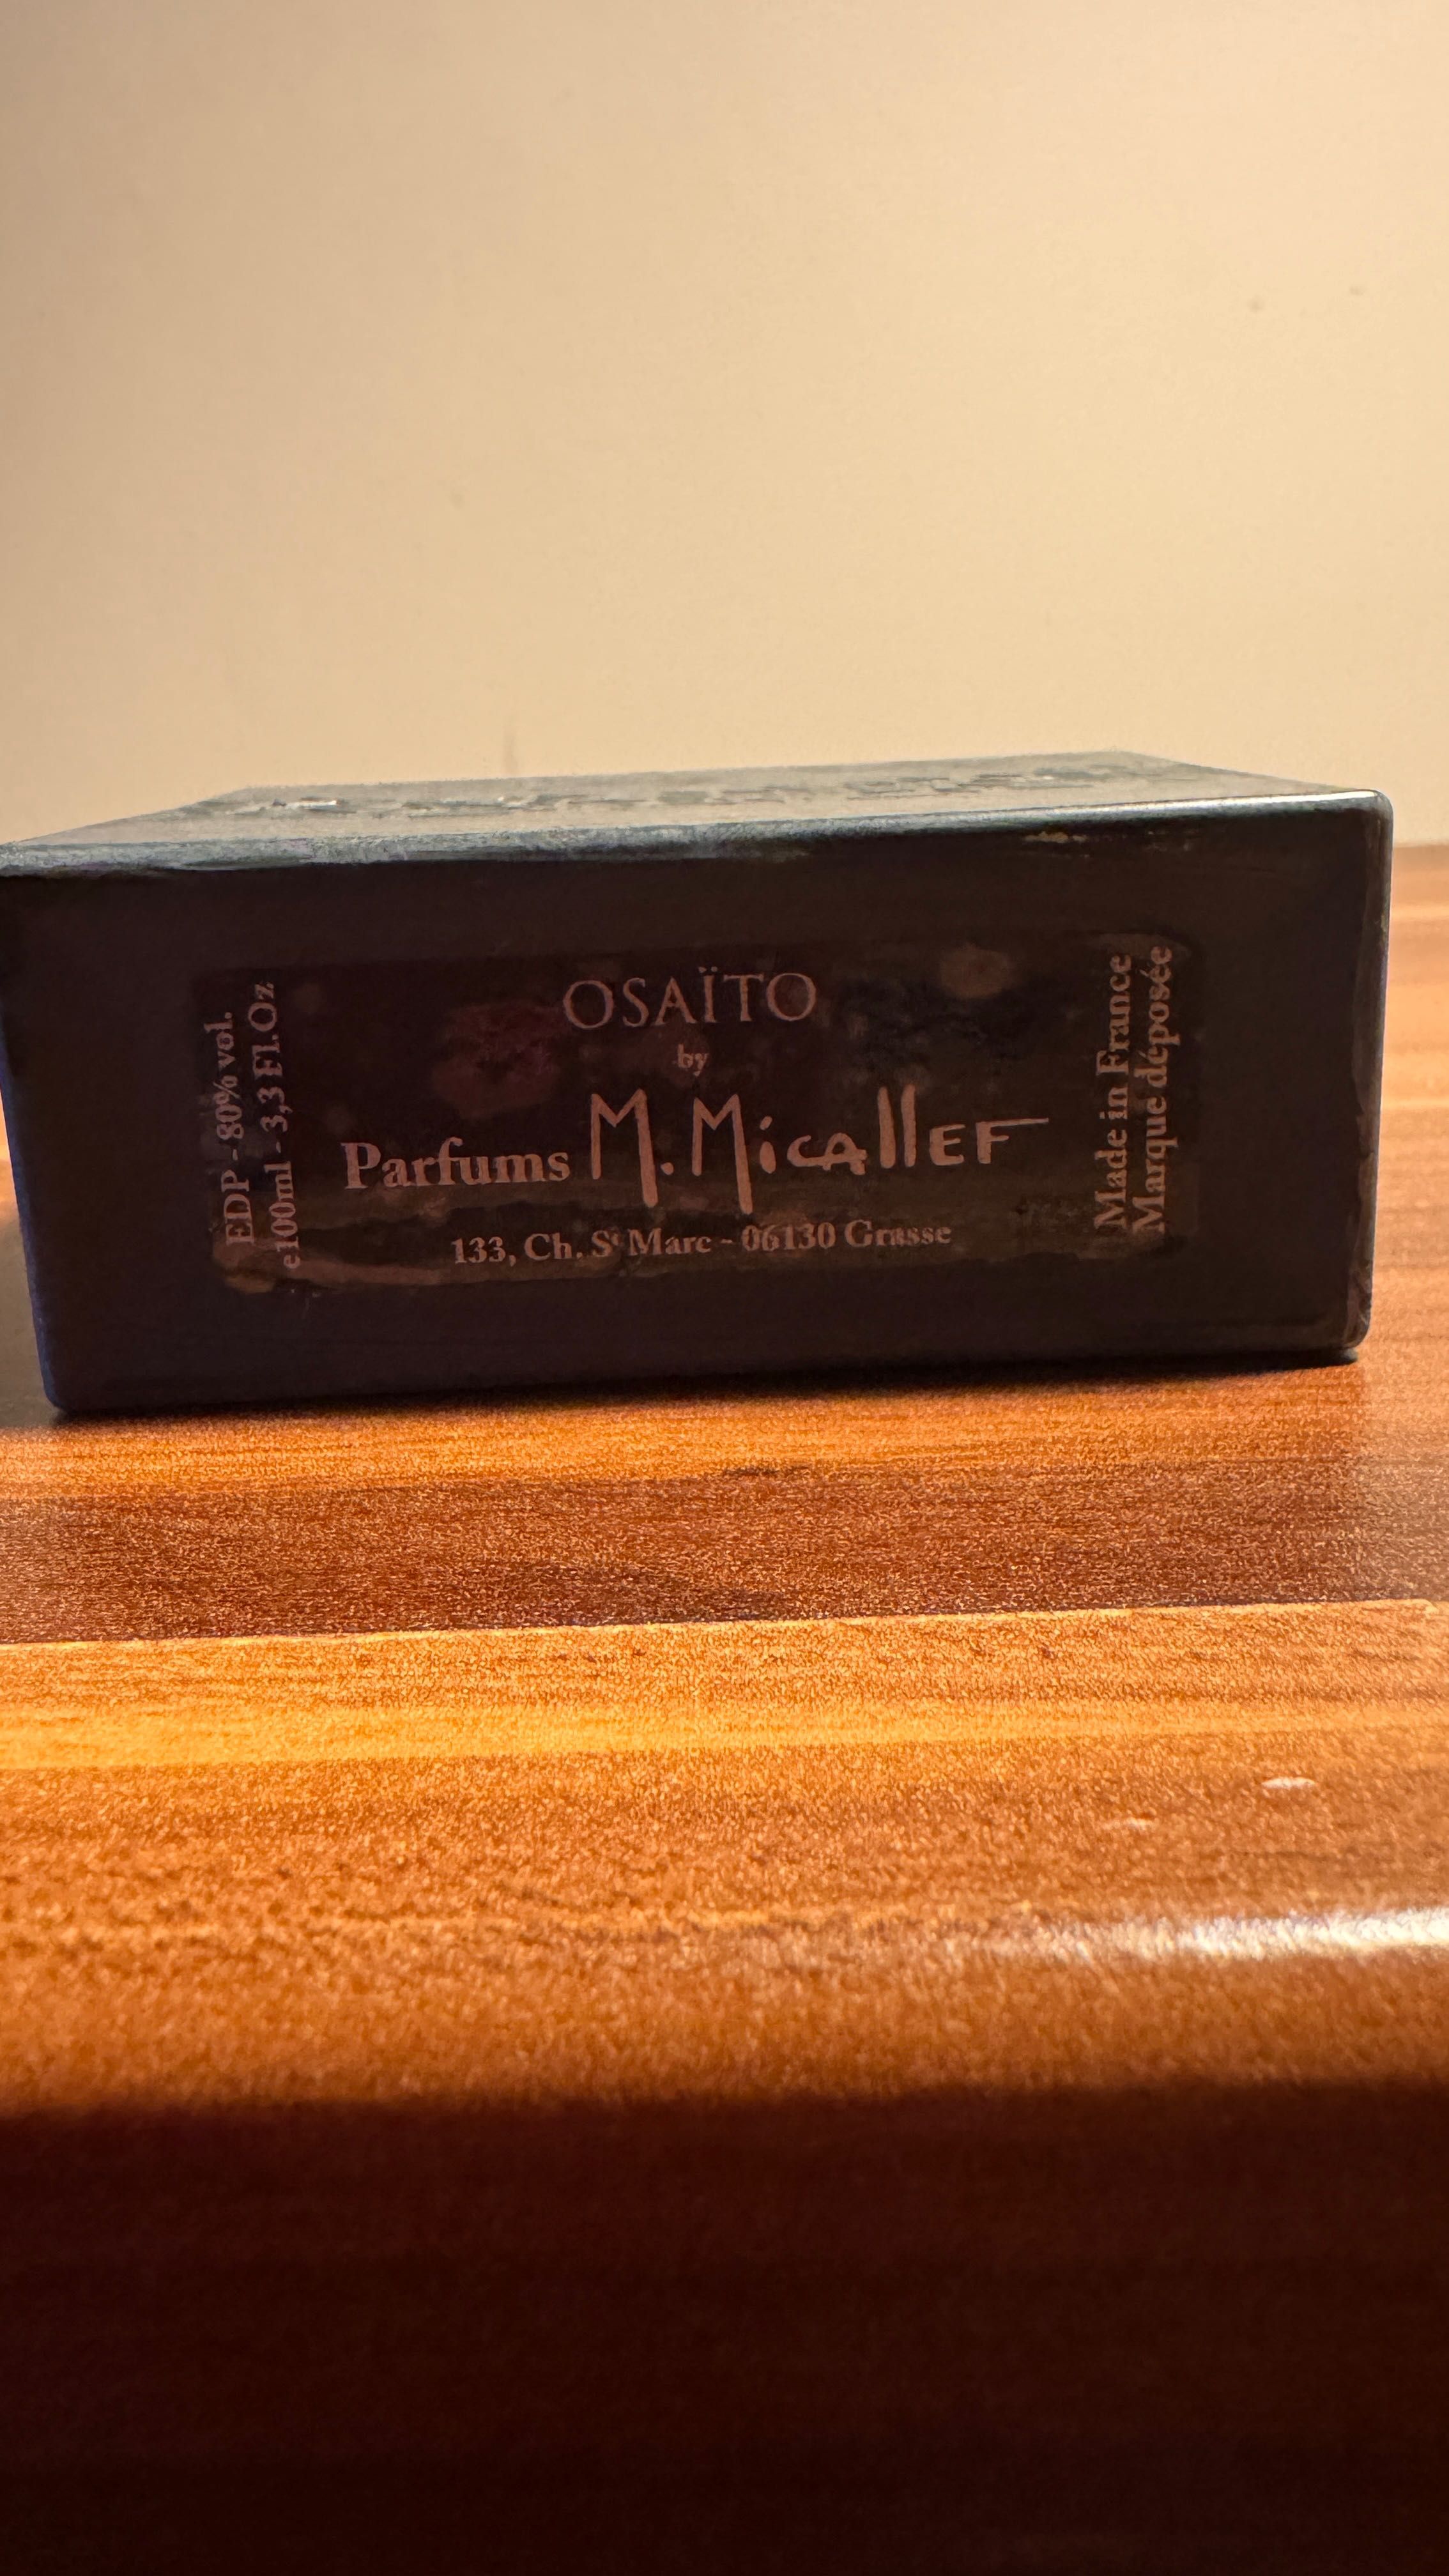 OSAÏTO
by
Parfums M. Micallef
133, Ch. St Marc - 06130 Grasse
EDP - 80% vol.
e100ml - 3,3 Fl.Oz
Made in France
Marque déposée